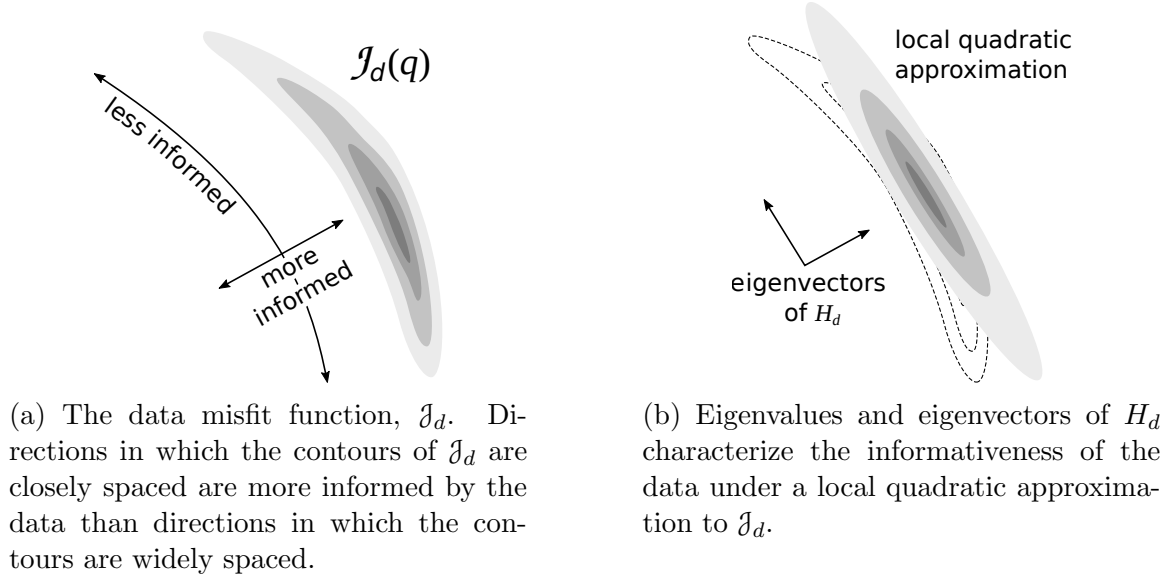 𝒥d(q)
less informed
more
informed
(a) The data misfit function, 𝒥d. Di-
rections in which the contours of 𝒥d are
closely spaced are more informed by the
data than directions in which the con-
tours are widely spaced.
local quadratic
approximation
eigenvectors
of Hd
(b) Eigenvalues and eigenvectors of Hd
characterize the informativeness of the
data under a local quadratic approxima-
tion to 𝒥d.